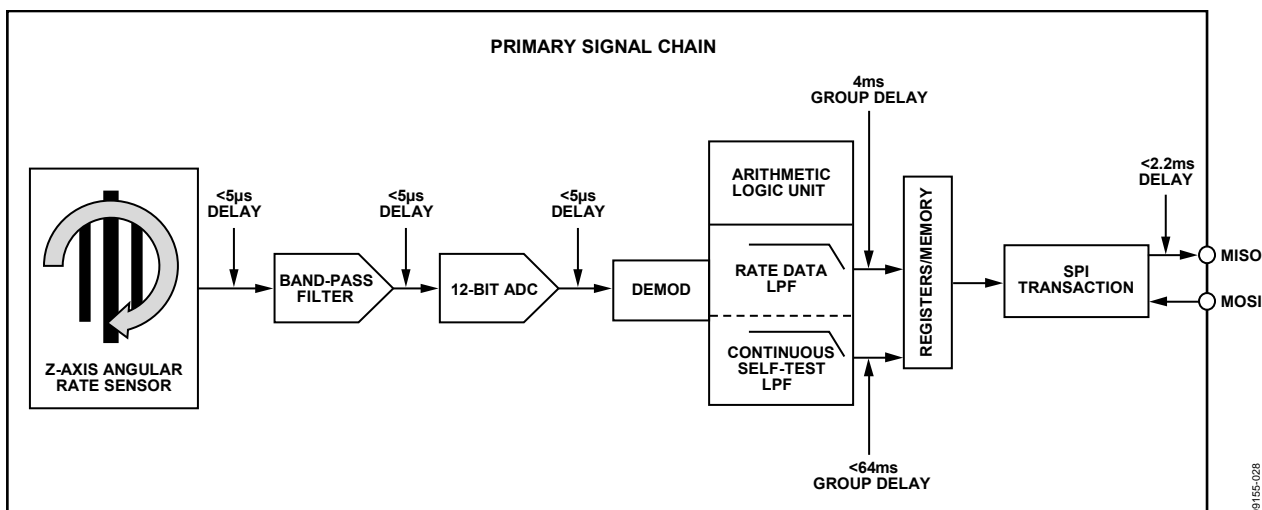 PRIMARY SIGNAL CHAIN
4ms
GROUP DELAY
<5µs
DELAY
<5µs
DELAY
<5µs
DELAY
<2.2ms
DELAY
ARITHMETIC
LOGIC UNIT
Z-AXIS ANGULAR
RATE SENSOR
BAND-PASS
FILTER
12-BIT ADC
DEMOD
RATE DATA
LPF
CONTINUOUS
SELF-TEST
LPF
REGISTERS/MEMORY
SPI
TRANSACTION
MISO
MOSI
<64ms
GROUP DELAY